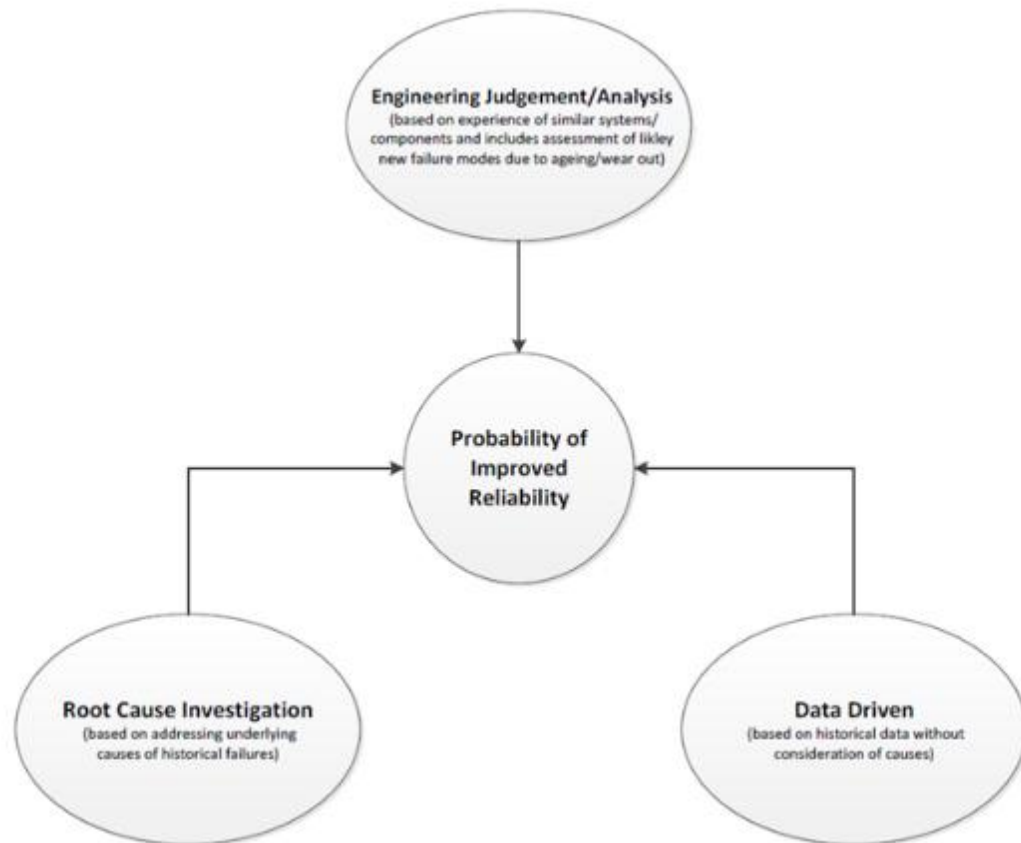 Engineering Judgement/Analysis
(based on experience of similar systems/
components and includes assessment of likley
new failure modes due to ageing/wear out)
Probability of
Improved
Reliability
Root Cause Investigation
(based on addressing underlying
causes of historical failures)
Data Driven
(based on historical data without
consideration of causes)